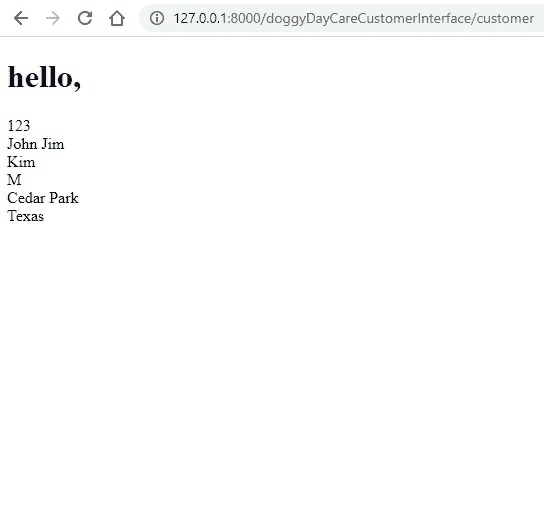 127.0.0.1:8000/doggyDayCareCustomerInterface/customer
hello,
123
John Jim
Kim
M
Cedar Park
Texas